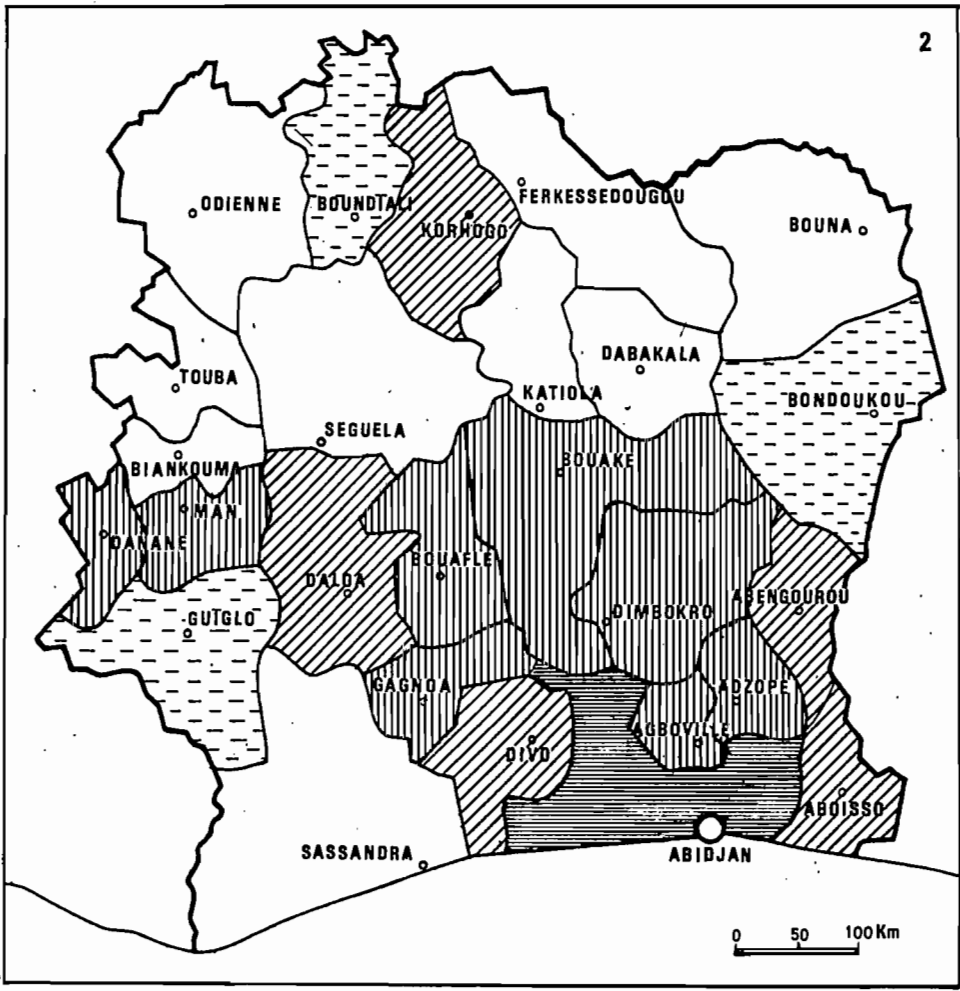 2
ODIENNE
BOUNDIALI
FERKESSEDOUGOU
KORHOGO
BOUNA
TOUBA
DABAKALA
KATIOLA
BONDOUKOU
SEGUELA
BIANKOUMA
BOUAKE
MAN
DANANE
BOUAFLE
DALOA
ABENGOUROU
GUIGLO
DIMBOKRO
GAGNOA
ADZOPE
AGBOVILLE
DIVO
ABOISSO
SASSANDRA
ABIDJAN
0 50 100 Km